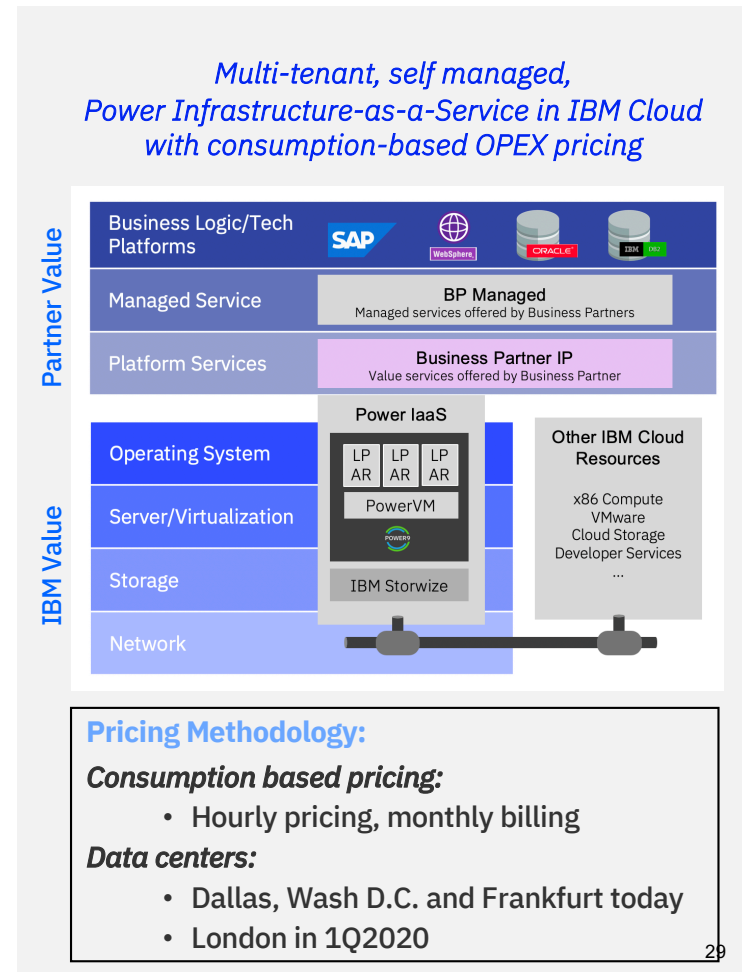 Multi-tenant, self managed,
Power Infrastructure-as-a-Service in IBM Cloud
with consumption-based OPEX pricing
Partner Value
Business Logic/Tech
Platforms
SAP
WebSphere.
ORACLE
IBM DB2
Managed Service
BP Managed
Managed services offered by Business Partners
Platform Services
Business Partner IP
Value services offered by Business Partner
IBM Value
Operating System
Server/Virtualization
Storage
Network
Power IaaS
LP
AR
LP
AR
LP
AR
PowerVM
POWER9
IBM Storwize
Other IBM Cloud
Resources
x86 Compute
VMware
Cloud Storage
Developer Services
...
Pricing Methodology:
Consumption based pricing:
• Hourly pricing, monthly billing
Data centers:
• Dallas, Wash D.C. and Frankfurt today
• London in 1Q2020
29